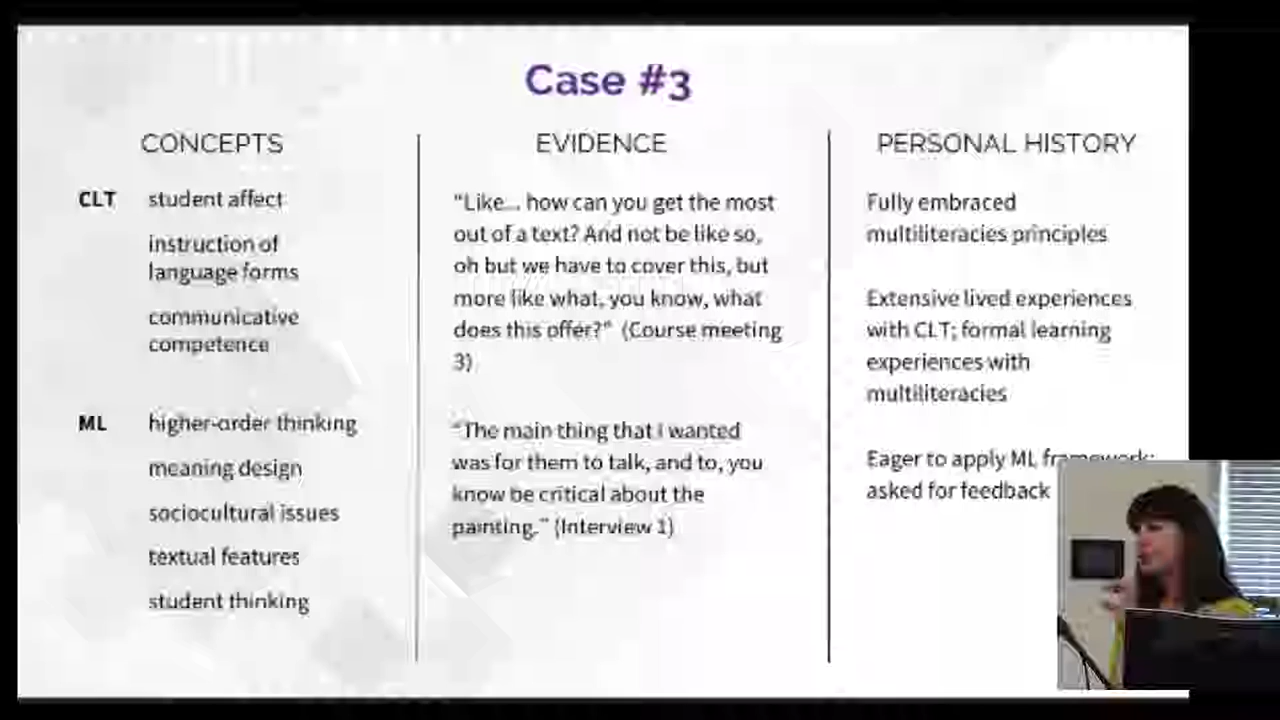 Case #3
CONCEPTS
CLT student affect
instruction of
language forms
communicative
competence
ML higher-order thinking
meaning design
sociocultural issues
textual features
student thinking
EVIDENCE
"Like... how can you get the most
out of a text? And not be like so,
oh but we have to cover this, but
more like what, you know, what
does this offer?" (Course meeting
3)
"The main thing that I wanted
was for them to talk, and to, you
know be critical about the
painting." (Interview 1)
PERSONAL HISTORY
Fully embraced
multiliteracies principles
Extensive lived experiences
with CLT; formal learning
experiences with
multiliteracies
Eager to apply ML framework;
asked for feedback